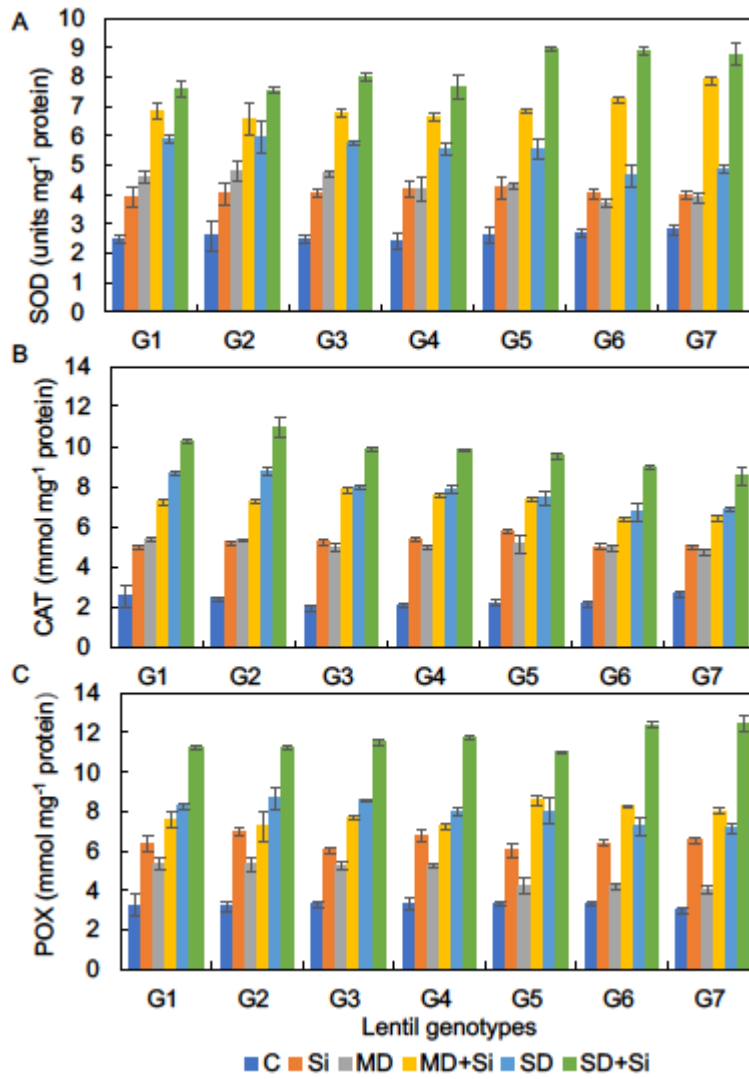 A
10
9
8
7
6
5
4
3
2
1
0
SOD (units mg⁻¹ protein)
G1 G2 G3 G4 G5 G6 G7
B
14
12
10
8
6
4
2
0
CAT (mmol mg⁻¹ protein)
G1 G2 G3 G4 G5 G6 G7
C
14
12
10
8
6
4
2
0
POX (mmol mg⁻¹ protein)
G1 G2 G3 G4 G5 G6 G7
Lentil genotypes
C Si MD MD+Si SD SD+Si